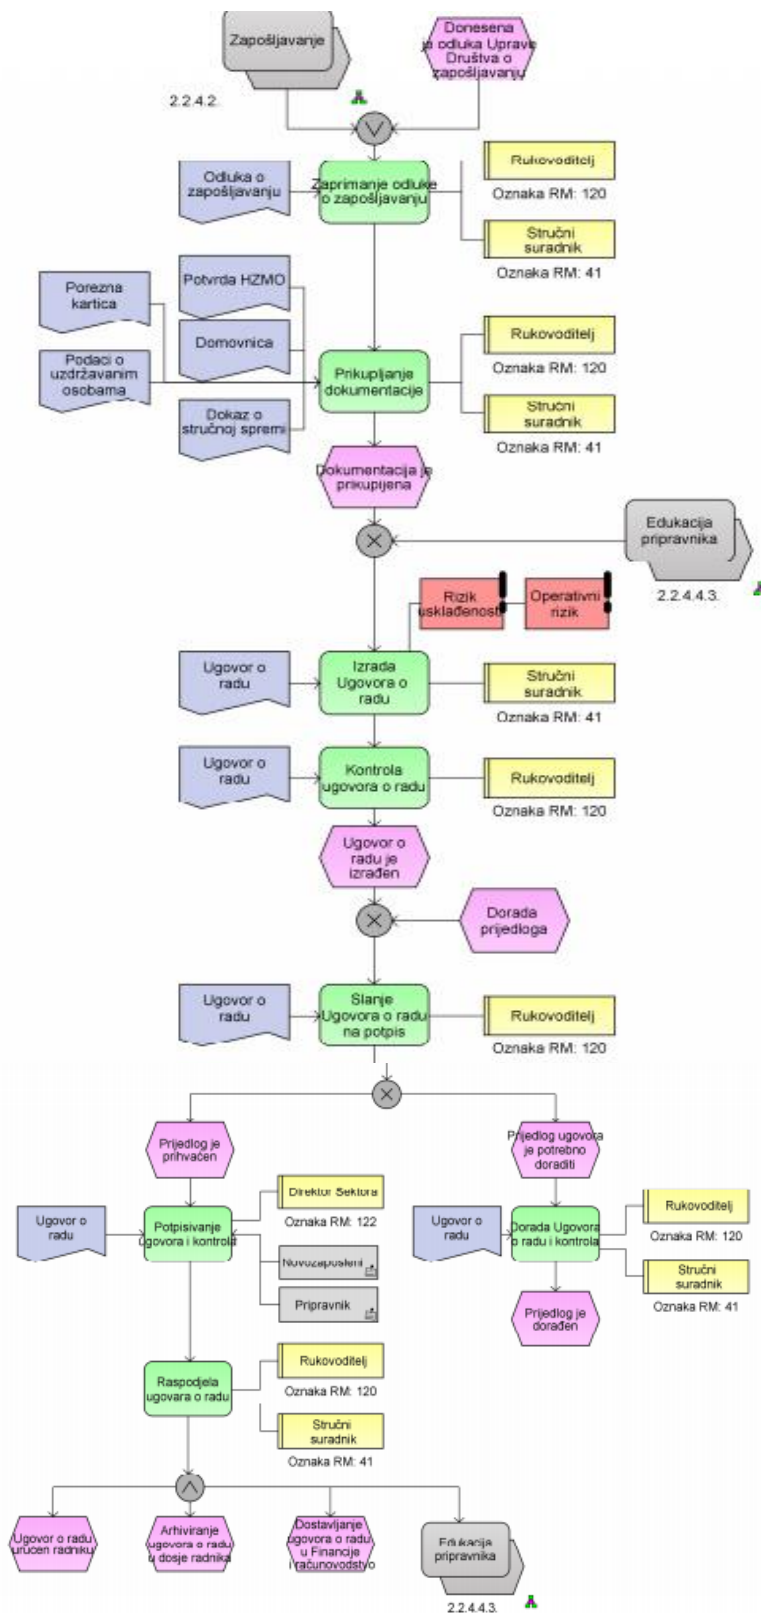 Zapošljavanje
Donesena
je odluka Uprave
Društva o
zapošljavanju
2.2.4.2.
Odluka o
zapošljavanju
Zaprimanje odluke
o zapošljavanju
Rukovoditelj
Oznaka RM: 120
Stručni
suradnik
Oznaka RM: 41
Porezna
kartica
Potvrda HZMO
Domovnica
Podaci o
uzdržavanim
osobama
Dokaz o
stručnoj spremi
Prikupljanje
dokumentacije
Rukovoditelj
Oznaka RM: 120
Stručni
suradnik
Oznaka RM: 41
Dokumentacija je
prikupljena
Edukacija
pripravnika
2.2.4.4.3.
Rizik
usklađenosti
Operativni
rizik
Ugovor o
radu
Izrada
Ugovora o
radu
Stručni
suradnik
Oznaka RM: 41
Ugovor o
radu
Kontrola
ugovora o radu
Rukovoditelj
Oznaka RM: 120
Ugovor o
radu je
izrađen
Dorada
prijedloga
Ugovor o
radu
Slanje
Ugovora o radu
na potpis
Rukovoditelj
Oznaka RM: 120
Prijedlog je
prihvaćen
Prijedlog ugovora
je potrebno
doraditi
Ugovor o
radu
Potpisivanje
ugovora i kontrola
Direktor Sektora
Oznaka RM: 122
Novozaposleni
Pripravnik
Ugovor o
radu
Dorada Ugovora
o radu i kontrola
Rukovoditelj
Oznaka RM: 120
Stručni
suradnik
Oznaka RM: 41
Prijedlog je
dorađen
Raspodjela
ugovara o radu
Rukovoditelj
Oznaka RM: 120
Stručni
suradnik
Oznaka RM: 41
Ugovor o radu
uručen radniku
Arhiviranje
ugovora o radu
u dosje radnika
Dostavljanje
ugovora o radu
u Financije
i računovodstvo
Edukacija
pripravnika
2.2.4.4.3.